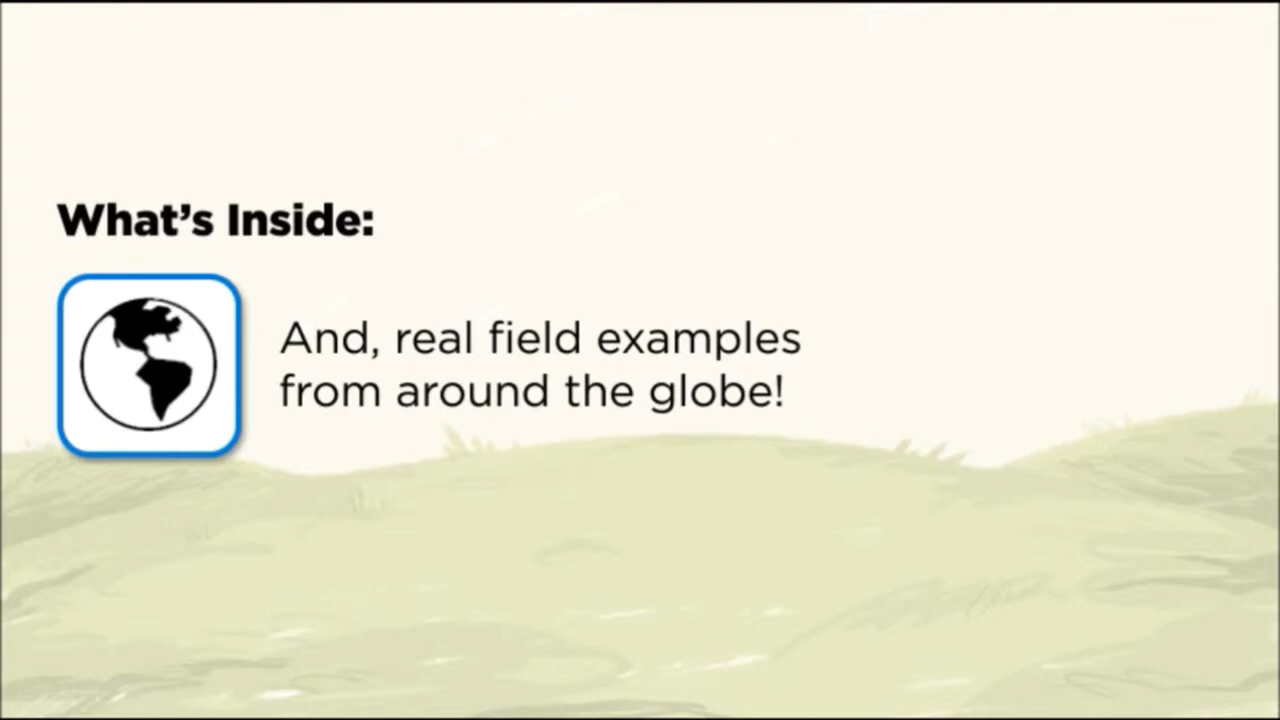 What’s Inside:
And, real field examples
from around the globe!